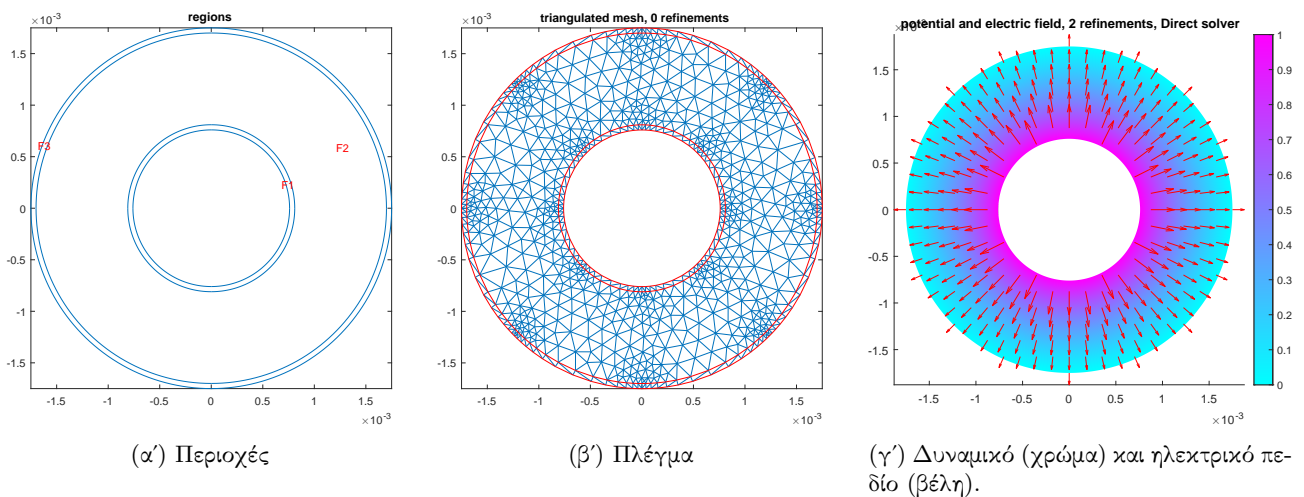 regions
×10⁻³
1.5
1
0.5
0
-0.5
-1
-1.5
F3
F2
F1
-1.5 -1 -0.5 0 0.5 1 1.5
×10⁻³
(αʹ) Περιοχές
triangulated mesh, 0 refinements
×10⁻³
1.5
1
0.5
0
-0.5
-1
-1.5
-1.5 -1 -0.5 0 0.5 1 1.5
×10⁻³
(βʹ) Πλέγμα
potential and electric field, 2 refinements, Direct solver
1.5
1
0.5
0
-0.5
-1
-1.5
-1.5 -1 -0.5 0 0.5 1 1.5
×10⁻³
1
0.9
0.8
0.7
0.6
0.5
0.4
0.3
0.2
0.1
0
(γʹ) Δυναμικό (χρώμα) και ηλεκτρικό πε-
δίο (βέλη).